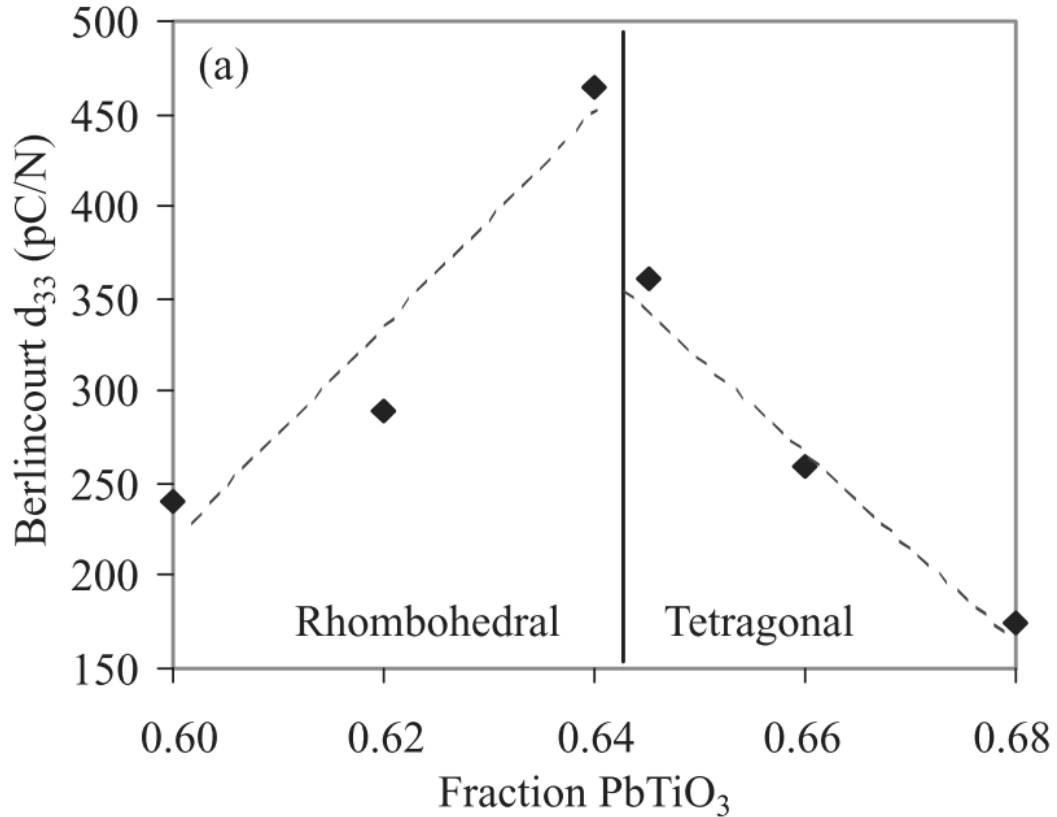 (a)
500
450
400
350
300
250
200
150
Berlincourt d₃₃ (pC/N)
Rhombohedral
Tetragonal
0.60 0.62 0.64 0.66 0.68
Fraction PbTiO₃